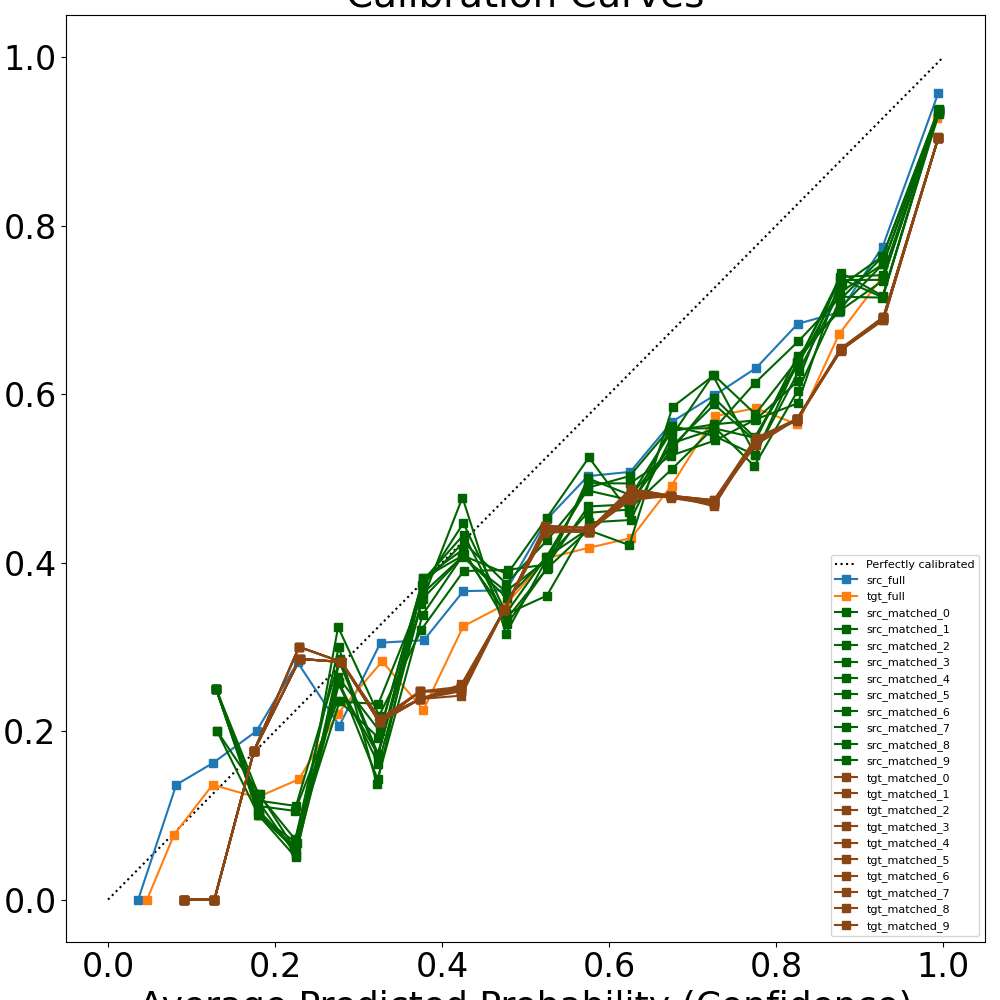 Calibration Curves
1.0
0.8
0.6
0.4
0.2
0.0
Perfectly calibrated
src_full
tgt_full
src_matched_0
src_matched_1
src_matched_2
src_matched_3
src_matched_4
src_matched_5
src_matched_6
src_matched_7
src_matched_8
src_matched_9
tgt_matched_0
tgt_matched_1
tgt_matched_2
tgt_matched_3
tgt_matched_4
tgt_matched_5
tgt_matched_6
tgt_matched_7
tgt_matched_8
tgt_matched_9
0.0 0.2 0.4 0.6 0.8 1.0
Average Predicted Probability (Confidence)